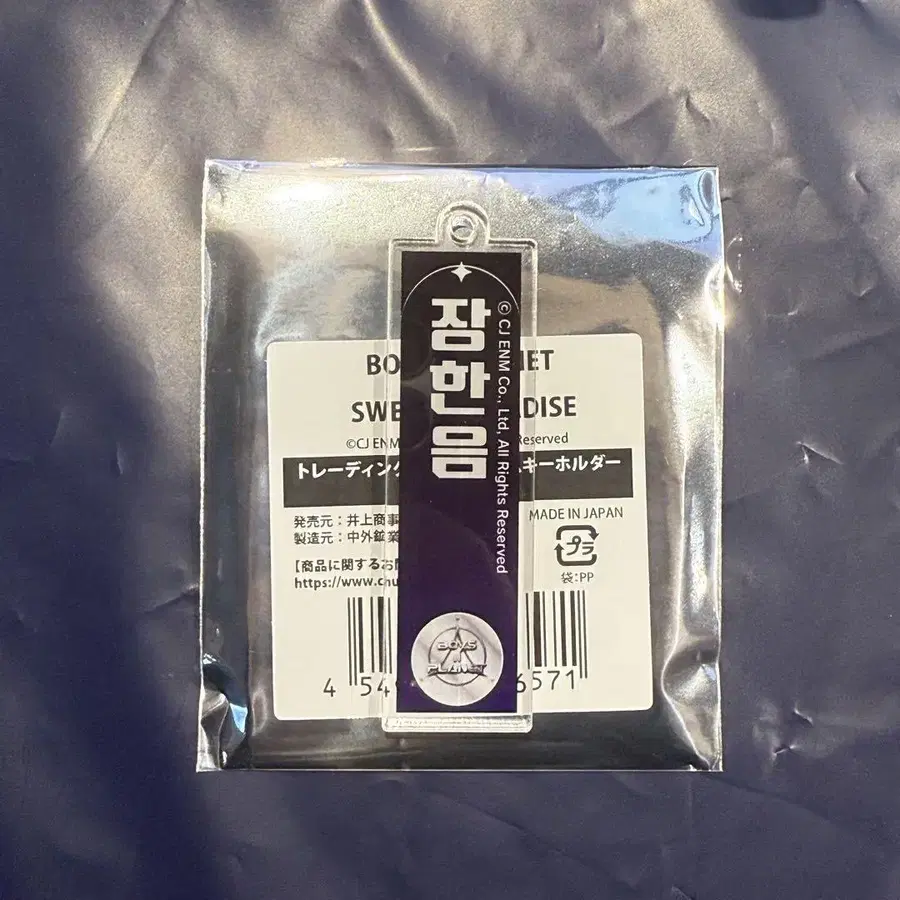 장한음
© CJ ENM Co., Ltd, All Rights Reserved
BOYS
PLANET
BO NET
SWE ADISE
©CJ ENM Reserved
トレーディング キーホルダー
発売元：井上商事
製造元：中外鉱業
MADE IN JAPAN
プラ
袋:PP
【商品に関するお
https://www.chu
4 54 6571